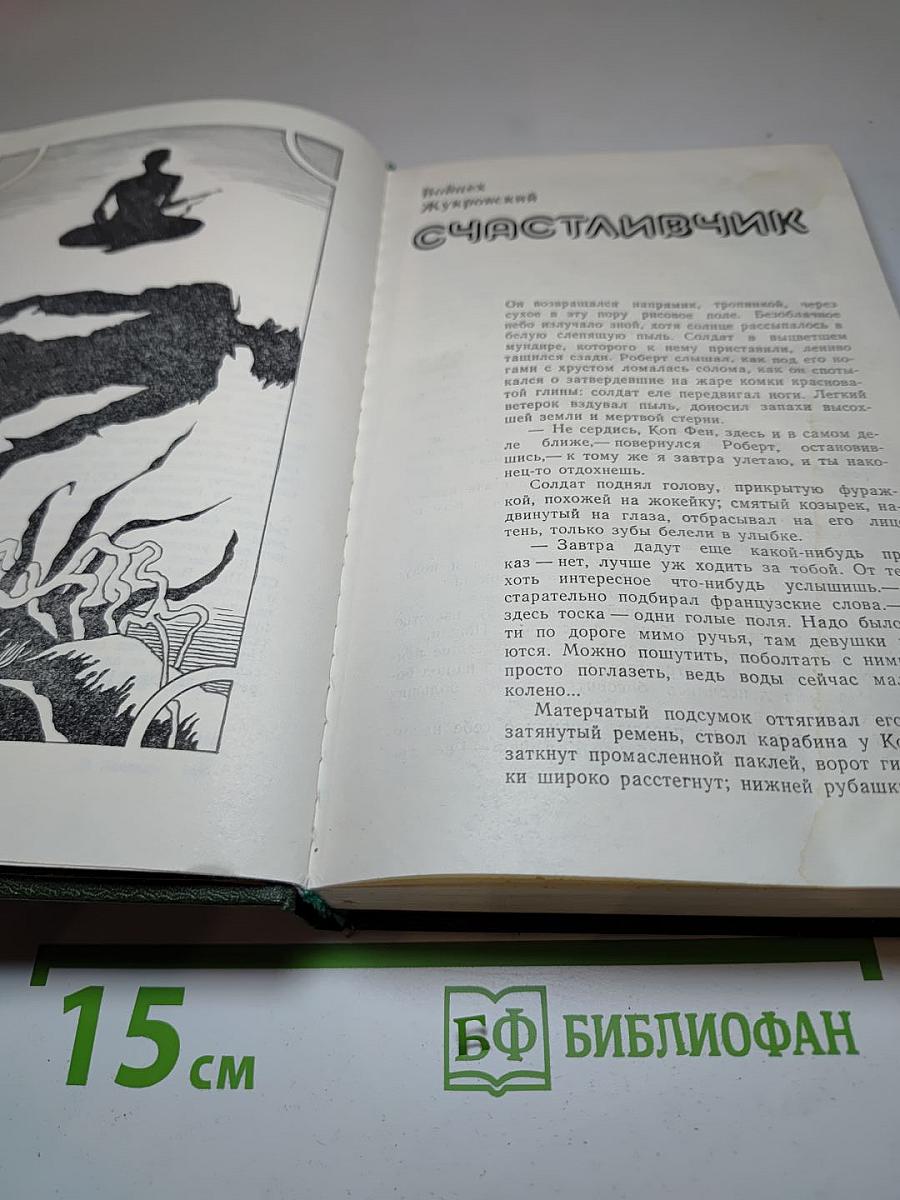 Войцех
Жукровский
СЧАСТЛИВЧИК
Он возвращался напрямик, тропинкой, через
сухое в эту пору рисовое поле. Безоблачное
небо излучало зной, хотя солнце рассыпалось в
белую слепящую пыль. Солдат в выцветшем
мундире, которого к нему приставили, лениво
тащился сзади. Роберт слышал, как под его но-
гами с хрустом ломалась солома, как он споты-
кался о затвердевшие на жаре комки краснова-
той глины: солдат еле передвигал ноги. Легкий
ветерок вздувал пыль, доносил запахи высох-
шей земли и мертвой стерни.
— Не сердись, Коп Фен, здесь и в самом де-
ле ближе,— повернулся Роберт, остановив-
шись,— к тому же я завтра улетаю, и ты нако-
нец-то отдохнешь.
Солдат поднял голову, прикрытую фураж-
кой, похожей на жокейку; смятый козырек, на-
двинутый на глаза, отбрасывал на его лицо
тень, только зубы белели в улыбке.
— Завтра дадут еще какой-нибудь пр
каз — нет, лучше уж ходить за тобой. От те
хоть интересное что-нибудь услышишь.—
старательно подбирал французские слова.—
здесь тоска — одни голые поля. Надо было
ти по дороге мимо ручья, там девушки
ются. Можно пошутить, поболтать с ними
просто поглазеть, ведь воды сейчас мал
колено...
Матерчатый подсумок оттягивал его
затянутый ремень, ствол карабина у Ко
заткнут промасленной паклей, ворот ги
ки широко расстегнут; нижней рубашк
15 см
БФ БИБЛИОФАН